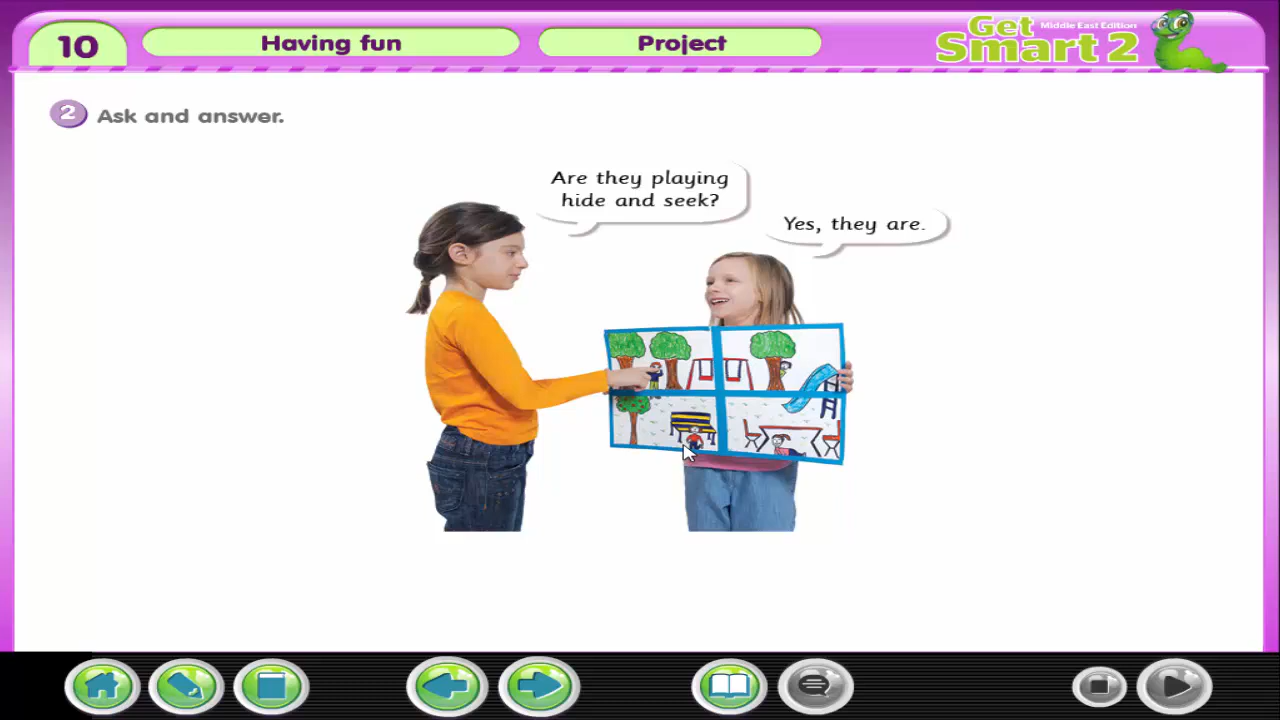 10
Having fun
Project
Get
Middle East Edition
Smart 2
2
Ask and answer.
Are they playing
hide and seek?
Yes, they are.